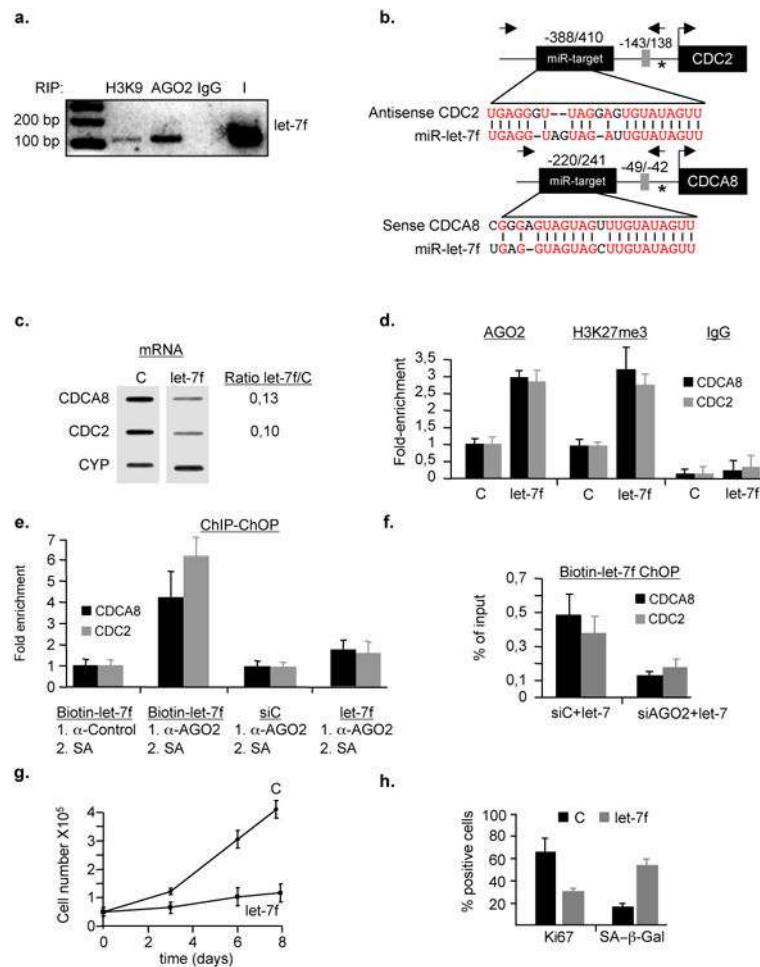 a.
RIP: H3K9 AGO2 IgG I
200 bp
100 bp
let-7f
b.
-388/410
-143/138
miR-target
*
CDC2
Antisense CDC2 UGAGGGU--UAGGAGUGUAUAGUU
miR-let-7f UGAGG-UAGUAG-AUUGUAUAGUU
-220/241
-49/-42
miR-target
*
CDCA8
Sense CDCA8 CGGGAGUAGUAGUUUGUAUAGUU
miR-let-7f UGAG-GUAGUAGCUUGUAUAGUU
c.
mRNA
C let-7f Ratio let-7f/C
CDCA8 0,13
CDC2 0,10
CYP
d.
AGO2 H3K27me3 IgG
Fold-enrichment
3,5
3
2,5
2
1,5
1
0,5
0
CDCA8
CDC2
C let-7f C let-7f C let-7f
e.
ChIP-ChOP
Fold enrichment
7
6
5
4
3
2
1
0
CDCA8
CDC2
Biotin-let-7f Biotin-let-7f siC let-7f
1. α-Control 1. α-AGO2 1. α-AGO2 1. α-AGO2
2. SA 2. SA 2. SA 2. SA
f.
Biotin-let-7f ChOP
% of input
0,7
0,5
0,3
0,1
0
CDCA8
CDC2
siC+let-7 siAGO2+let-7
g.
Cell number X10⁵
4
2
1
0
C
let-7f
0 2 4 6 8
time (days)
h.
% positive cells
100
80
60
40
20
C let-7f
Ki67 SA-β-Gal